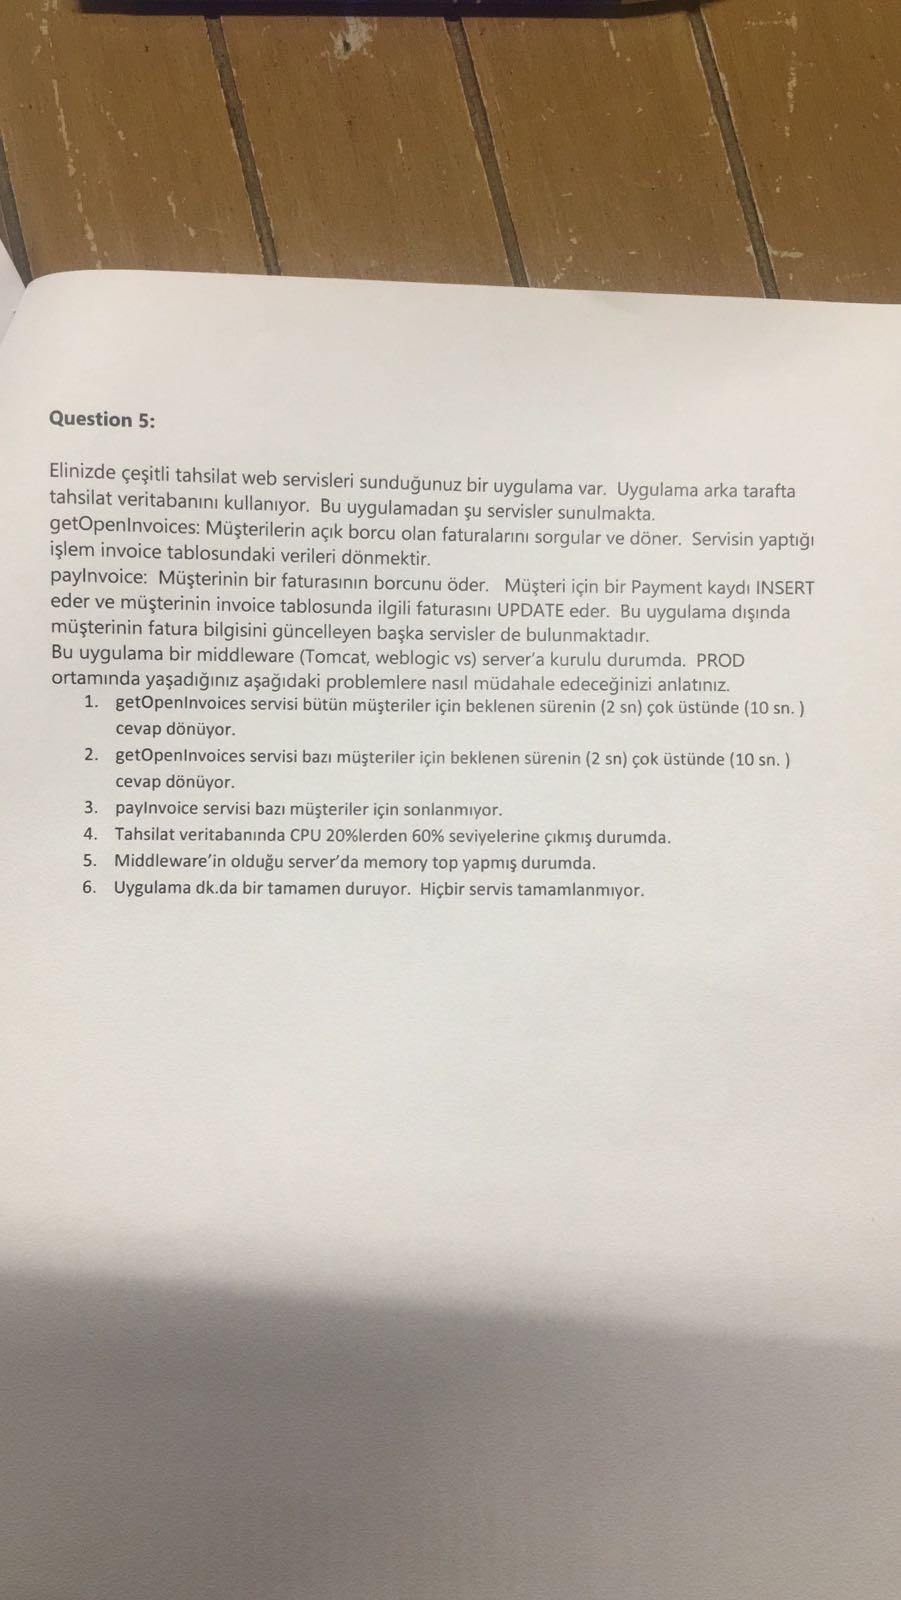 Question 5:
Elinizde çeşitli tahsilat web servisleri sunduğunuz bir uygulama var. Uygulama arka tarafta
tahsilat veritabanını kullanıyor. Bu uygulamadan şu servisler sunulmakta.
getOpenInvoices: Müşterilerin açık borcu olan faturalarını sorgular ve döner. Servisin yaptığı
işlem invoice tablosundaki verileri dönmektir.
payInvoice: Müşterinin bir faturasının borcunu öder. Müşteri için bir Payment kaydı INSERT
eder ve müşterinin invoice tablosunda ilgili faturasını UPDATE eder. Bu uygulama dışında
müşterinin fatura bilgisini güncelleyen başka servisler de bulunmaktadır.
Bu uygulama bir middleware (Tomcat, weblogic vs) server'a kurulu durumda. PROD
ortamında yaşadığınız aşağıdaki problemlere nasıl müdahale edeceğinizi anlatınız.
1. getOpenInvoices servisi bütün müşteriler için beklenen sürenin (2 sn) çok üstünde (10 sn. )
cevap dönüyor.
2. getOpenInvoices servisi bazı müşteriler için beklenen sürenin (2 sn) çok üstünde (10 sn. )
cevap dönüyor.
3. payInvoice servisi bazı müşteriler için sonlanmıyor.
4. Tahsilat veritabanında CPU 20%lerden 60% seviyelerine çıkmış durumda.
5. Middleware'in olduğu server'da memory top yapmış durumda.
6. Uygulama dk.da bir tamamen duruyor. Hiçbir servis tamamlanmıyor.